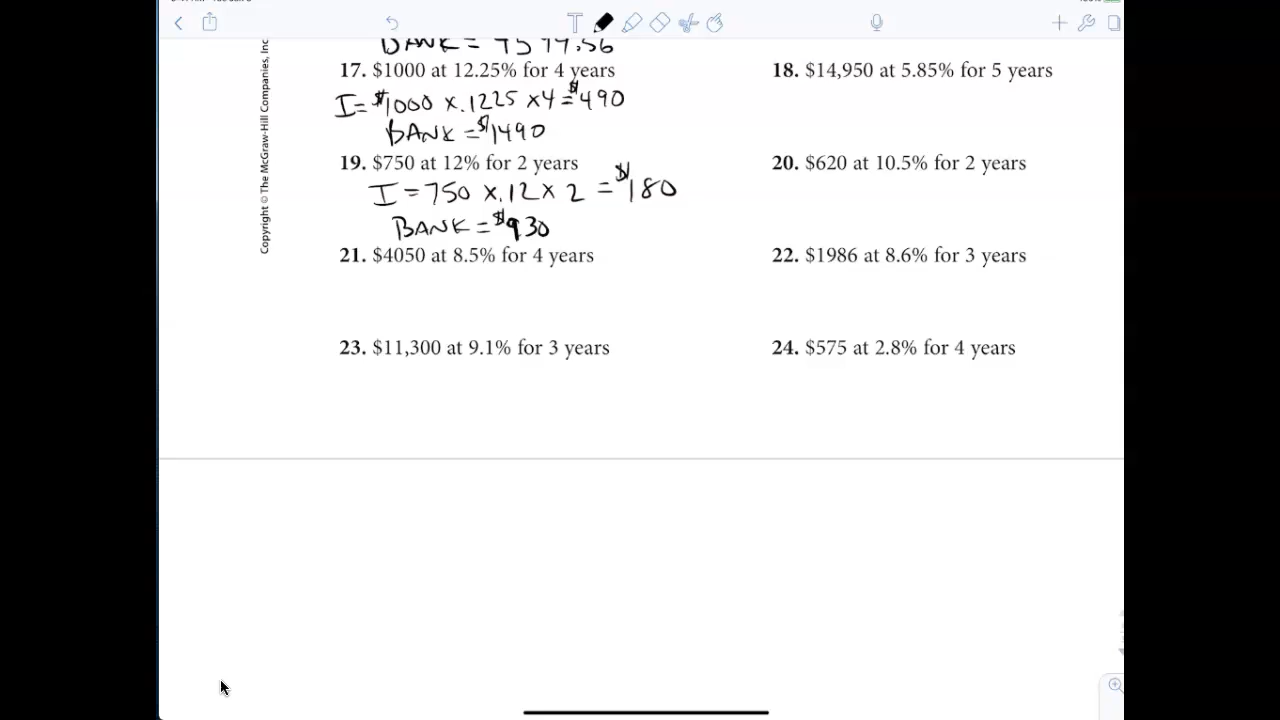 Copyright © The McGraw-Hill Companies, Inc
BANK =
17. $1000 at 12.25% for 4 years
18. $14,950 at 5.85% for 5 years
I = $1000 x .1225 x 4 = $490
BANK = $1490
19. $750 at 12% for 2 years
20. $620 at 10.5% for 2 years
I = 750 x .12 x 2 = $180
BANK = $930
21. $4050 at 8.5% for 4 years
22. $1986 at 8.6% for 3 years
23. $11,300 at 9.1% for 3 years
24. $575 at 2.8% for 4 years